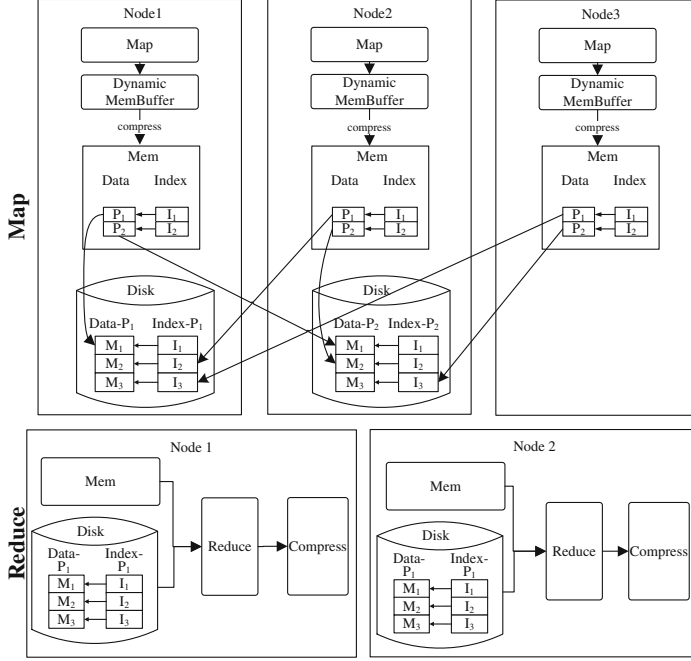 Map
Node1
Map
Dynamic
MemBuffer
compress
Mem
Data Index
P1 I1
P2 I2
Disk
Data-P1 Index-P1
M1 I1
M2 I2
M3 I3
Node2
Map
Dynamic
MemBuffer
compress
Mem
Data Index
P1 I1
P2 I2
Disk
Data-P2 Index-P2
M1 I1
M2 I2
M3 I3
Node3
Map
Dynamic
MemBuffer
compress
Mem
Data Index
P1 I1
P2 I2
Reduce
Node 1
Mem
Disk
Data- Index-
P1 P1
M1 I1
M2 I2
M3 I3
Reduce
Compress
Node 2
Mem
Disk
Data- Index-
P1 P1
M1 I1
M2 I2
M3 I3
Reduce
Compress